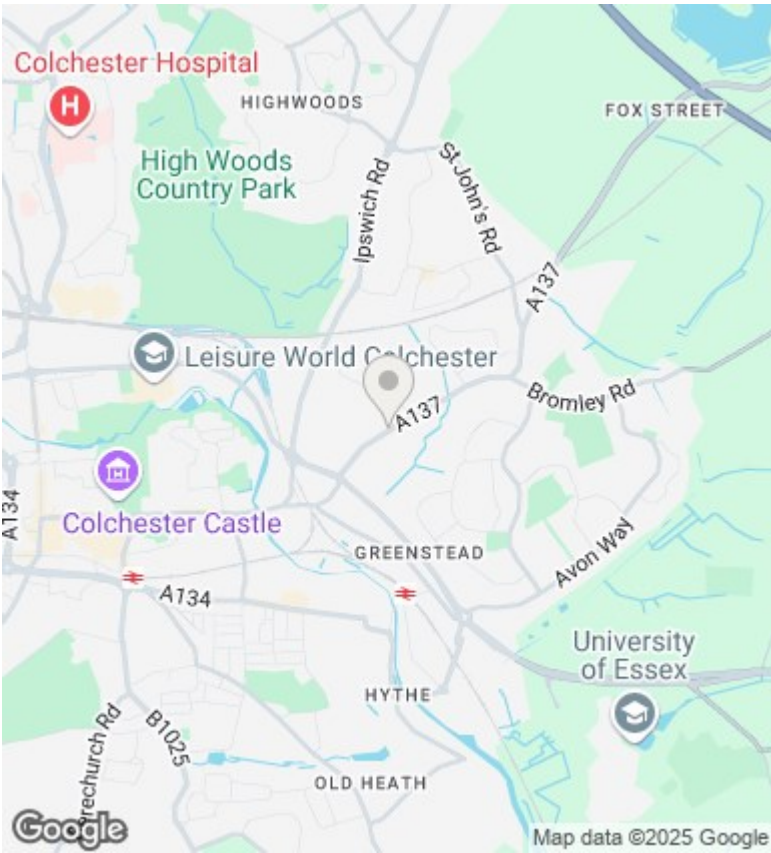 Colchester Hospital
H
HIGHWOODS
FOX STREET
High Woods
Country Park
Ipswich Rd
St John's Rd
A137
Leisure World Colchester
Bromley Rd
A137
A134
Colchester Castle
GREENSTEAD
Avon Way
A134
University
of Essex
HYTHE
B1025
OLD HEATH
Google
Map data ©2025 Google